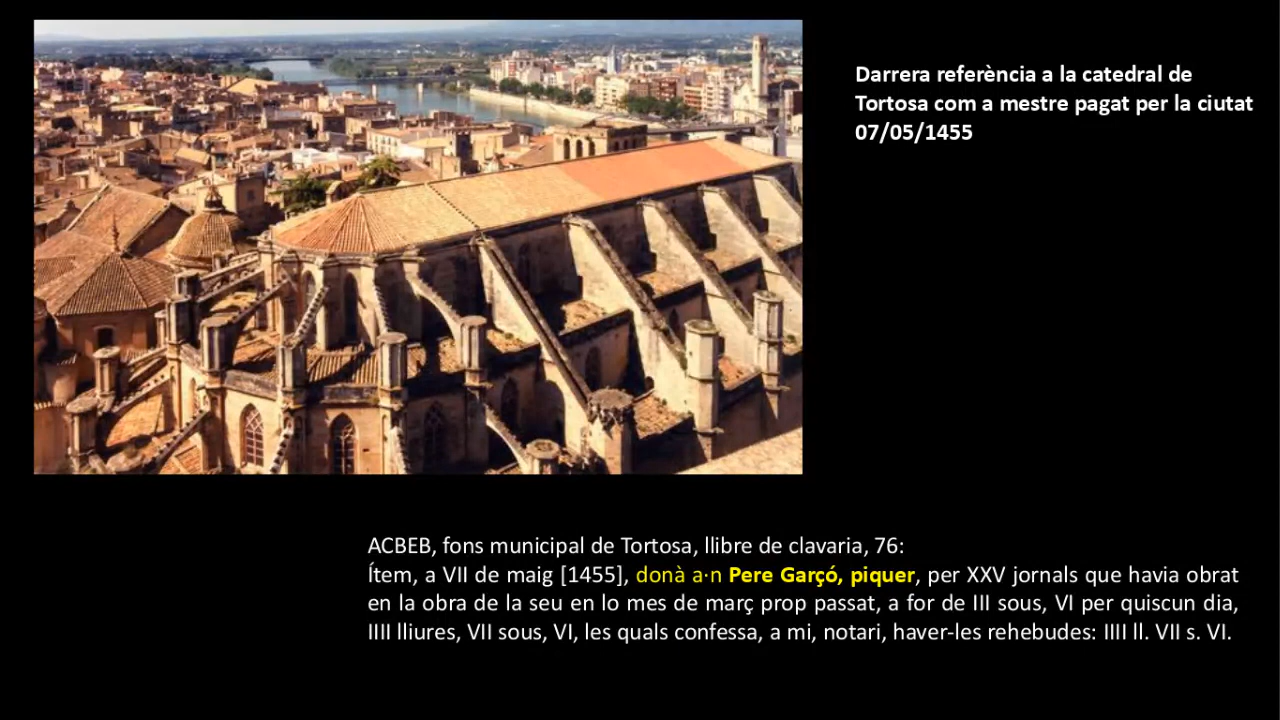 Darrera referència a la catedral de
Tortosa com a mestre pagat per la ciutat
07/05/1455
ACBEB, fons municipal de Tortosa, llibre de clavaria, 76:
Ítem, a VII de maig [1455], donà a·n Pere Garçó, piquer, per XXV jornals que havia obrat
en la obra de la seu en lo mes de març prop passat, a for de III sous, VI per quiscun dia,
IIII lliures, VII sous, VI, les quals confessa, a mi, notari, haver-les rehebudes: IIII ll. VII s. VI.